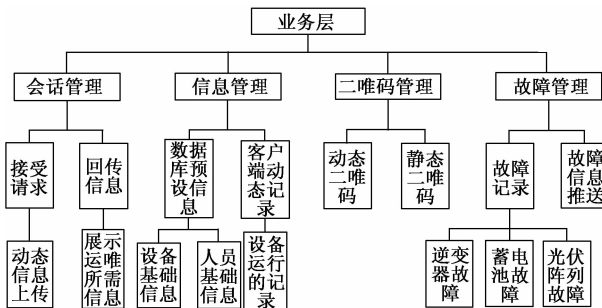 业务层
会话管理
信息管理
二唯码管理
故障管理
接受
请求
回传
信息
数据
库预
设信
息
客户
端动
态记
录
动态
二唯
码
静态
二唯
码
故障
记录
故障
信息
推送
动态
信息
上传
展示
运唯
所需
信息
设备
基础
信息
人员
基础
信息
设备
运行
的记
录
逆变
器故
障
蓄电
池故
障
光伏
阵列
故障